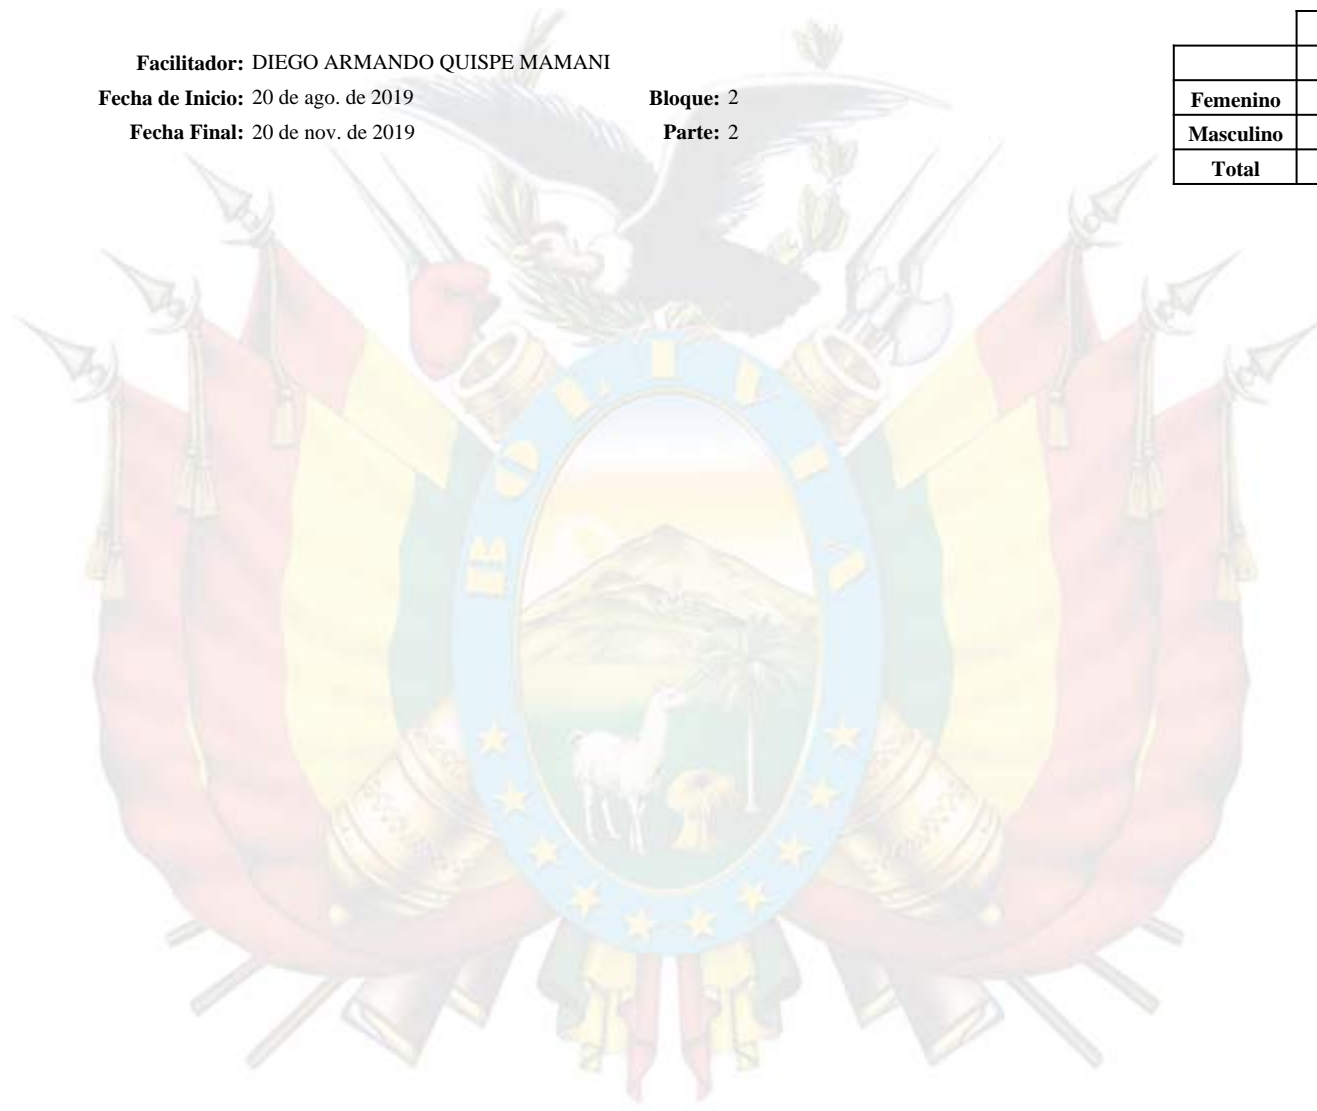 Facilitador: DIEGO ARMANDO QUISPE MAMANI
Fecha de Inicio: 20 de ago. de 2019 Bloque: 2
Fecha Final: 20 de nov. de 2019 Parte: 2
Femenino
Masculino
Total
BOLIVIA